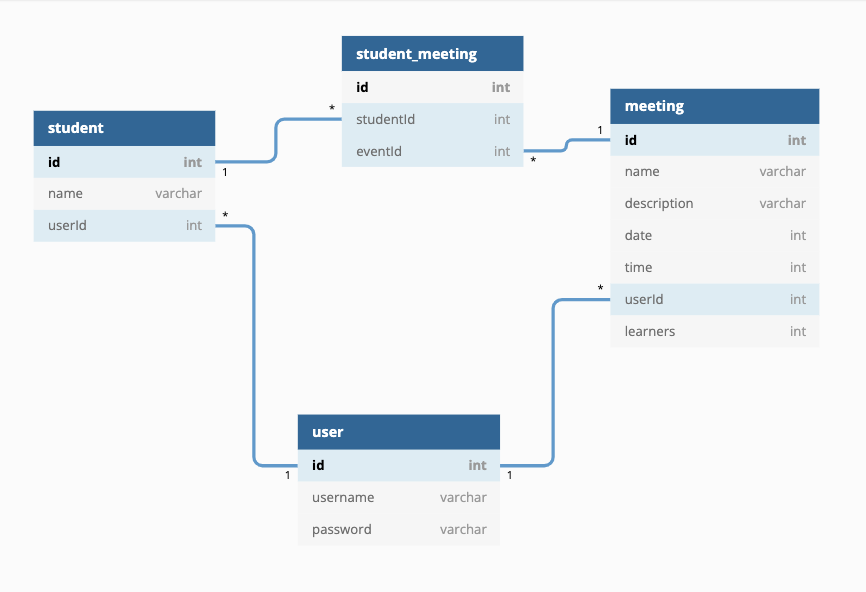 student_meeting
id int
studentId int
eventId int
*
*
student
id int
name varchar
userId int
1
*
meeting
id int
name varchar
description varchar
date int
time int
userId int
learners int
1
*
user
id int
username varchar
password varchar
1
1